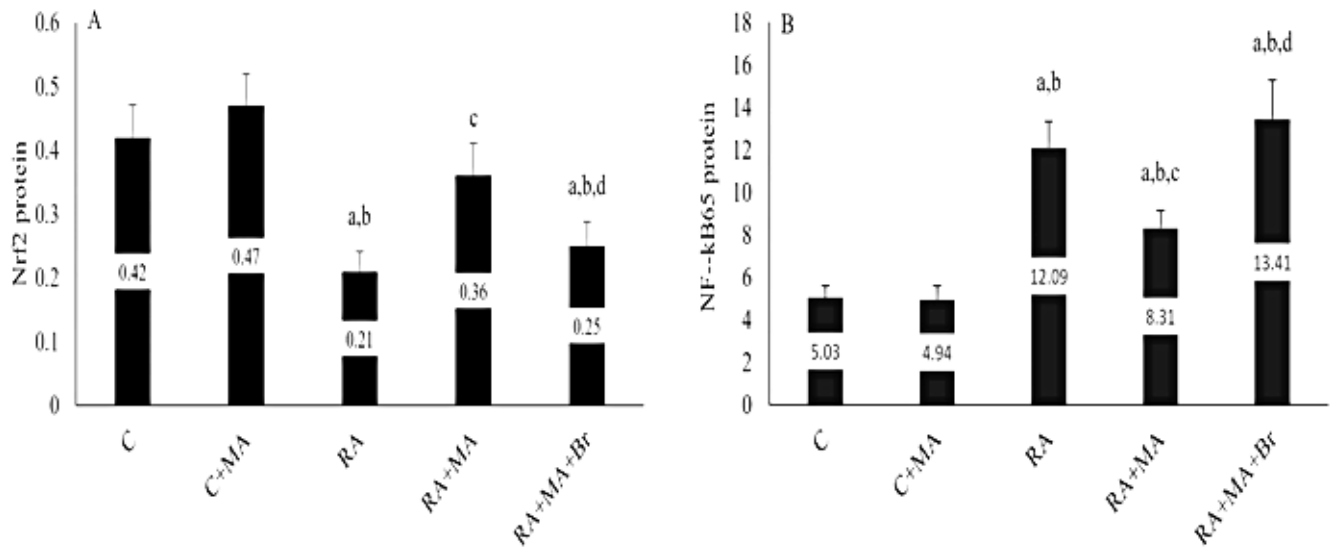 A
Nrf2 protein
0.6
0.5
0.4
0.3
0.2
0.1
0
a,b
c
a,b,d
0.42
0.47
0.21
0.36
0.25
C
C+MA
RA
RA+MA
RA+MA+Br
B
NF--kB65 protein
18
16
14
12
10
8
6
4
2
0
a,b
a,b,c
a,b,d
5.03
4.94
12.09
8.31
13.41
C
C+MA
RA
RA+MA
RA+MA+Br